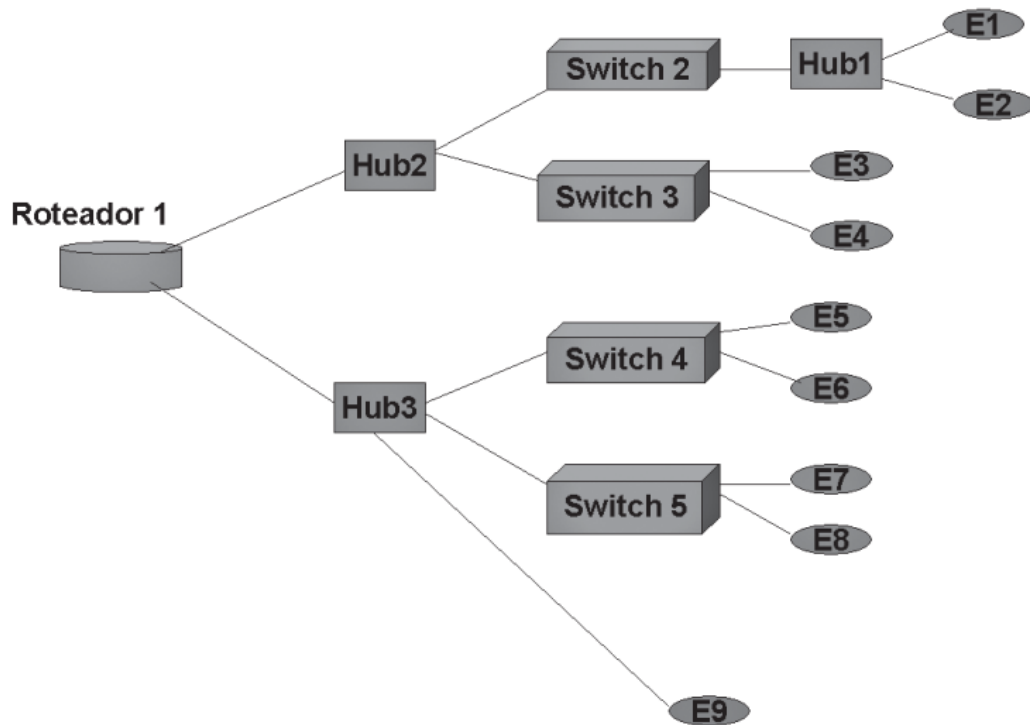 E1
Switch 2
Hub1
E2
Hub2
E3
Switch 3
Roteador 1
E4
E5
Switch 4
E6
Hub3
E7
Switch 5
E8
E9